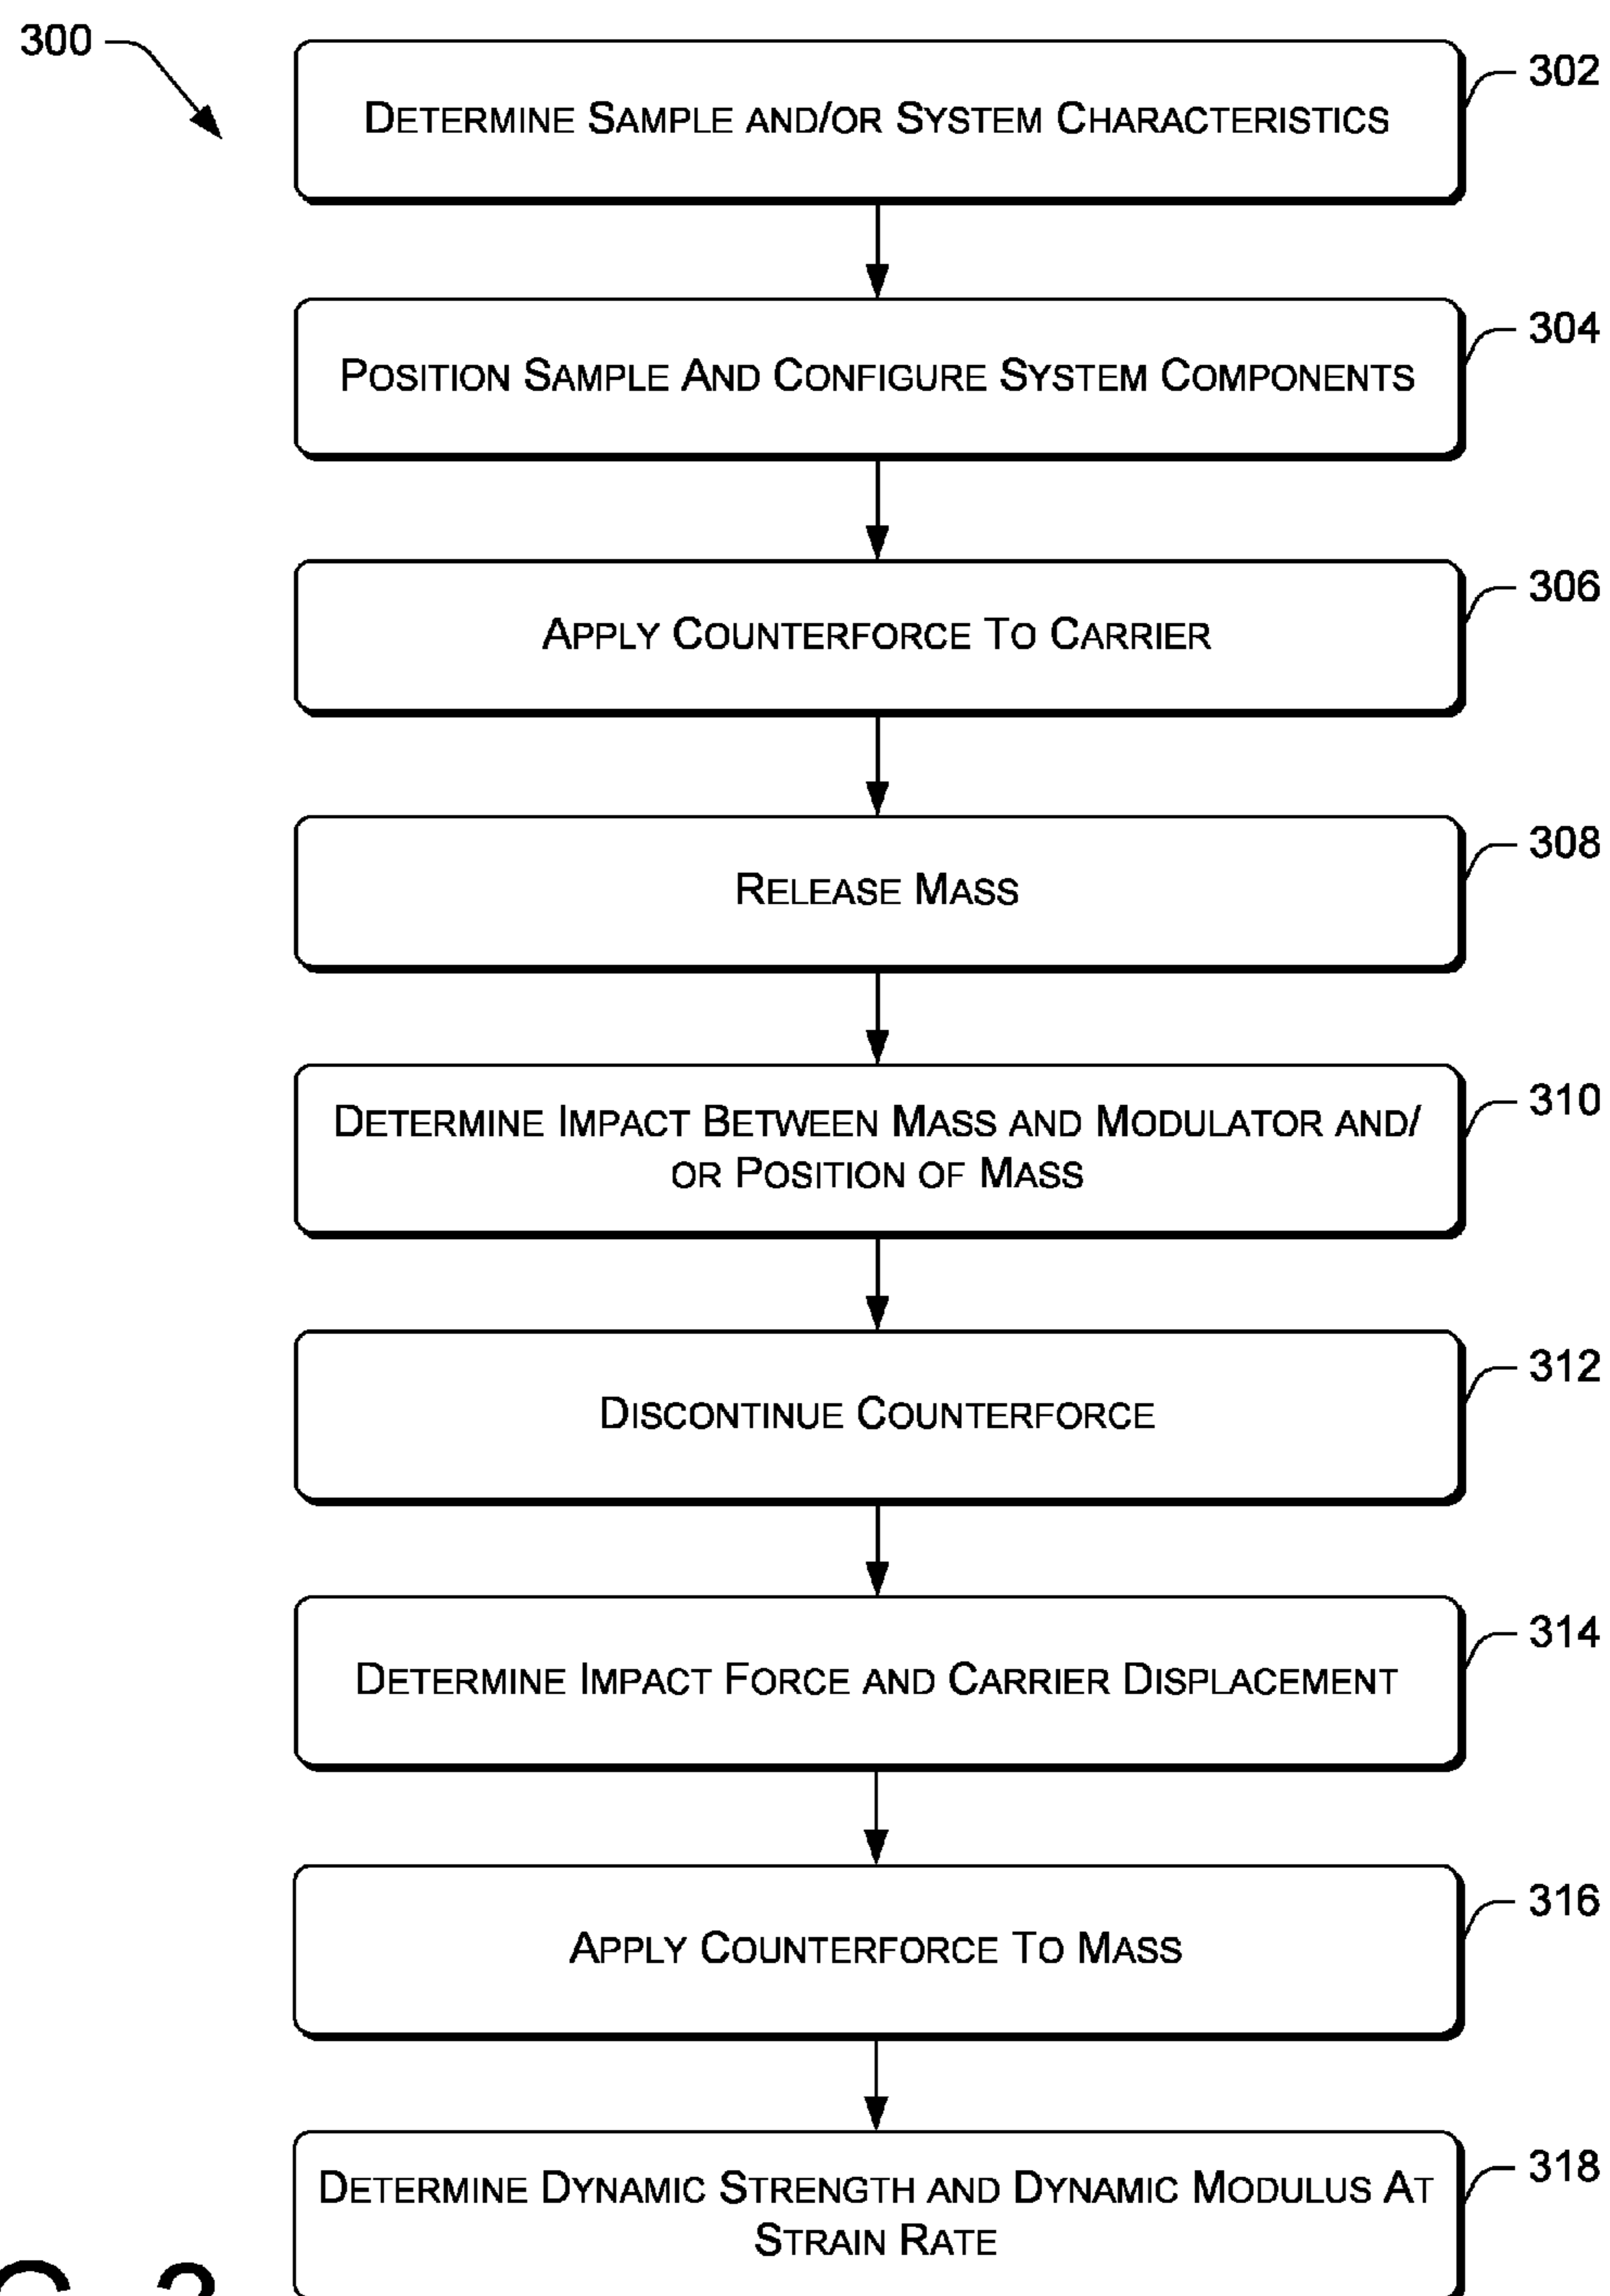 300
DETERMINE SAMPLE AND/OR SYSTEM CHARACTERISTICS
302
POSITION SAMPLE AND CONFIGURE SYSTEM COMPONENTS
304
APPLY COUNTERFORCE TO CARRIER
306
RELEASE MASS
308
DETERMINE IMPACT BETWEEN MASS AND MODULATOR AND/
OR POSITION OF MASS
310
DISCONTINUE COUNTERFORCE
312
DETERMINE IMPACT FORCE AND CARRIER DISPLACEMENT
314
APPLY COUNTERFORCE TO MASS
316
DETERMINE DYNAMIC STRENGTH AND DYNAMIC MODULUS AT
STRAIN RATE
318